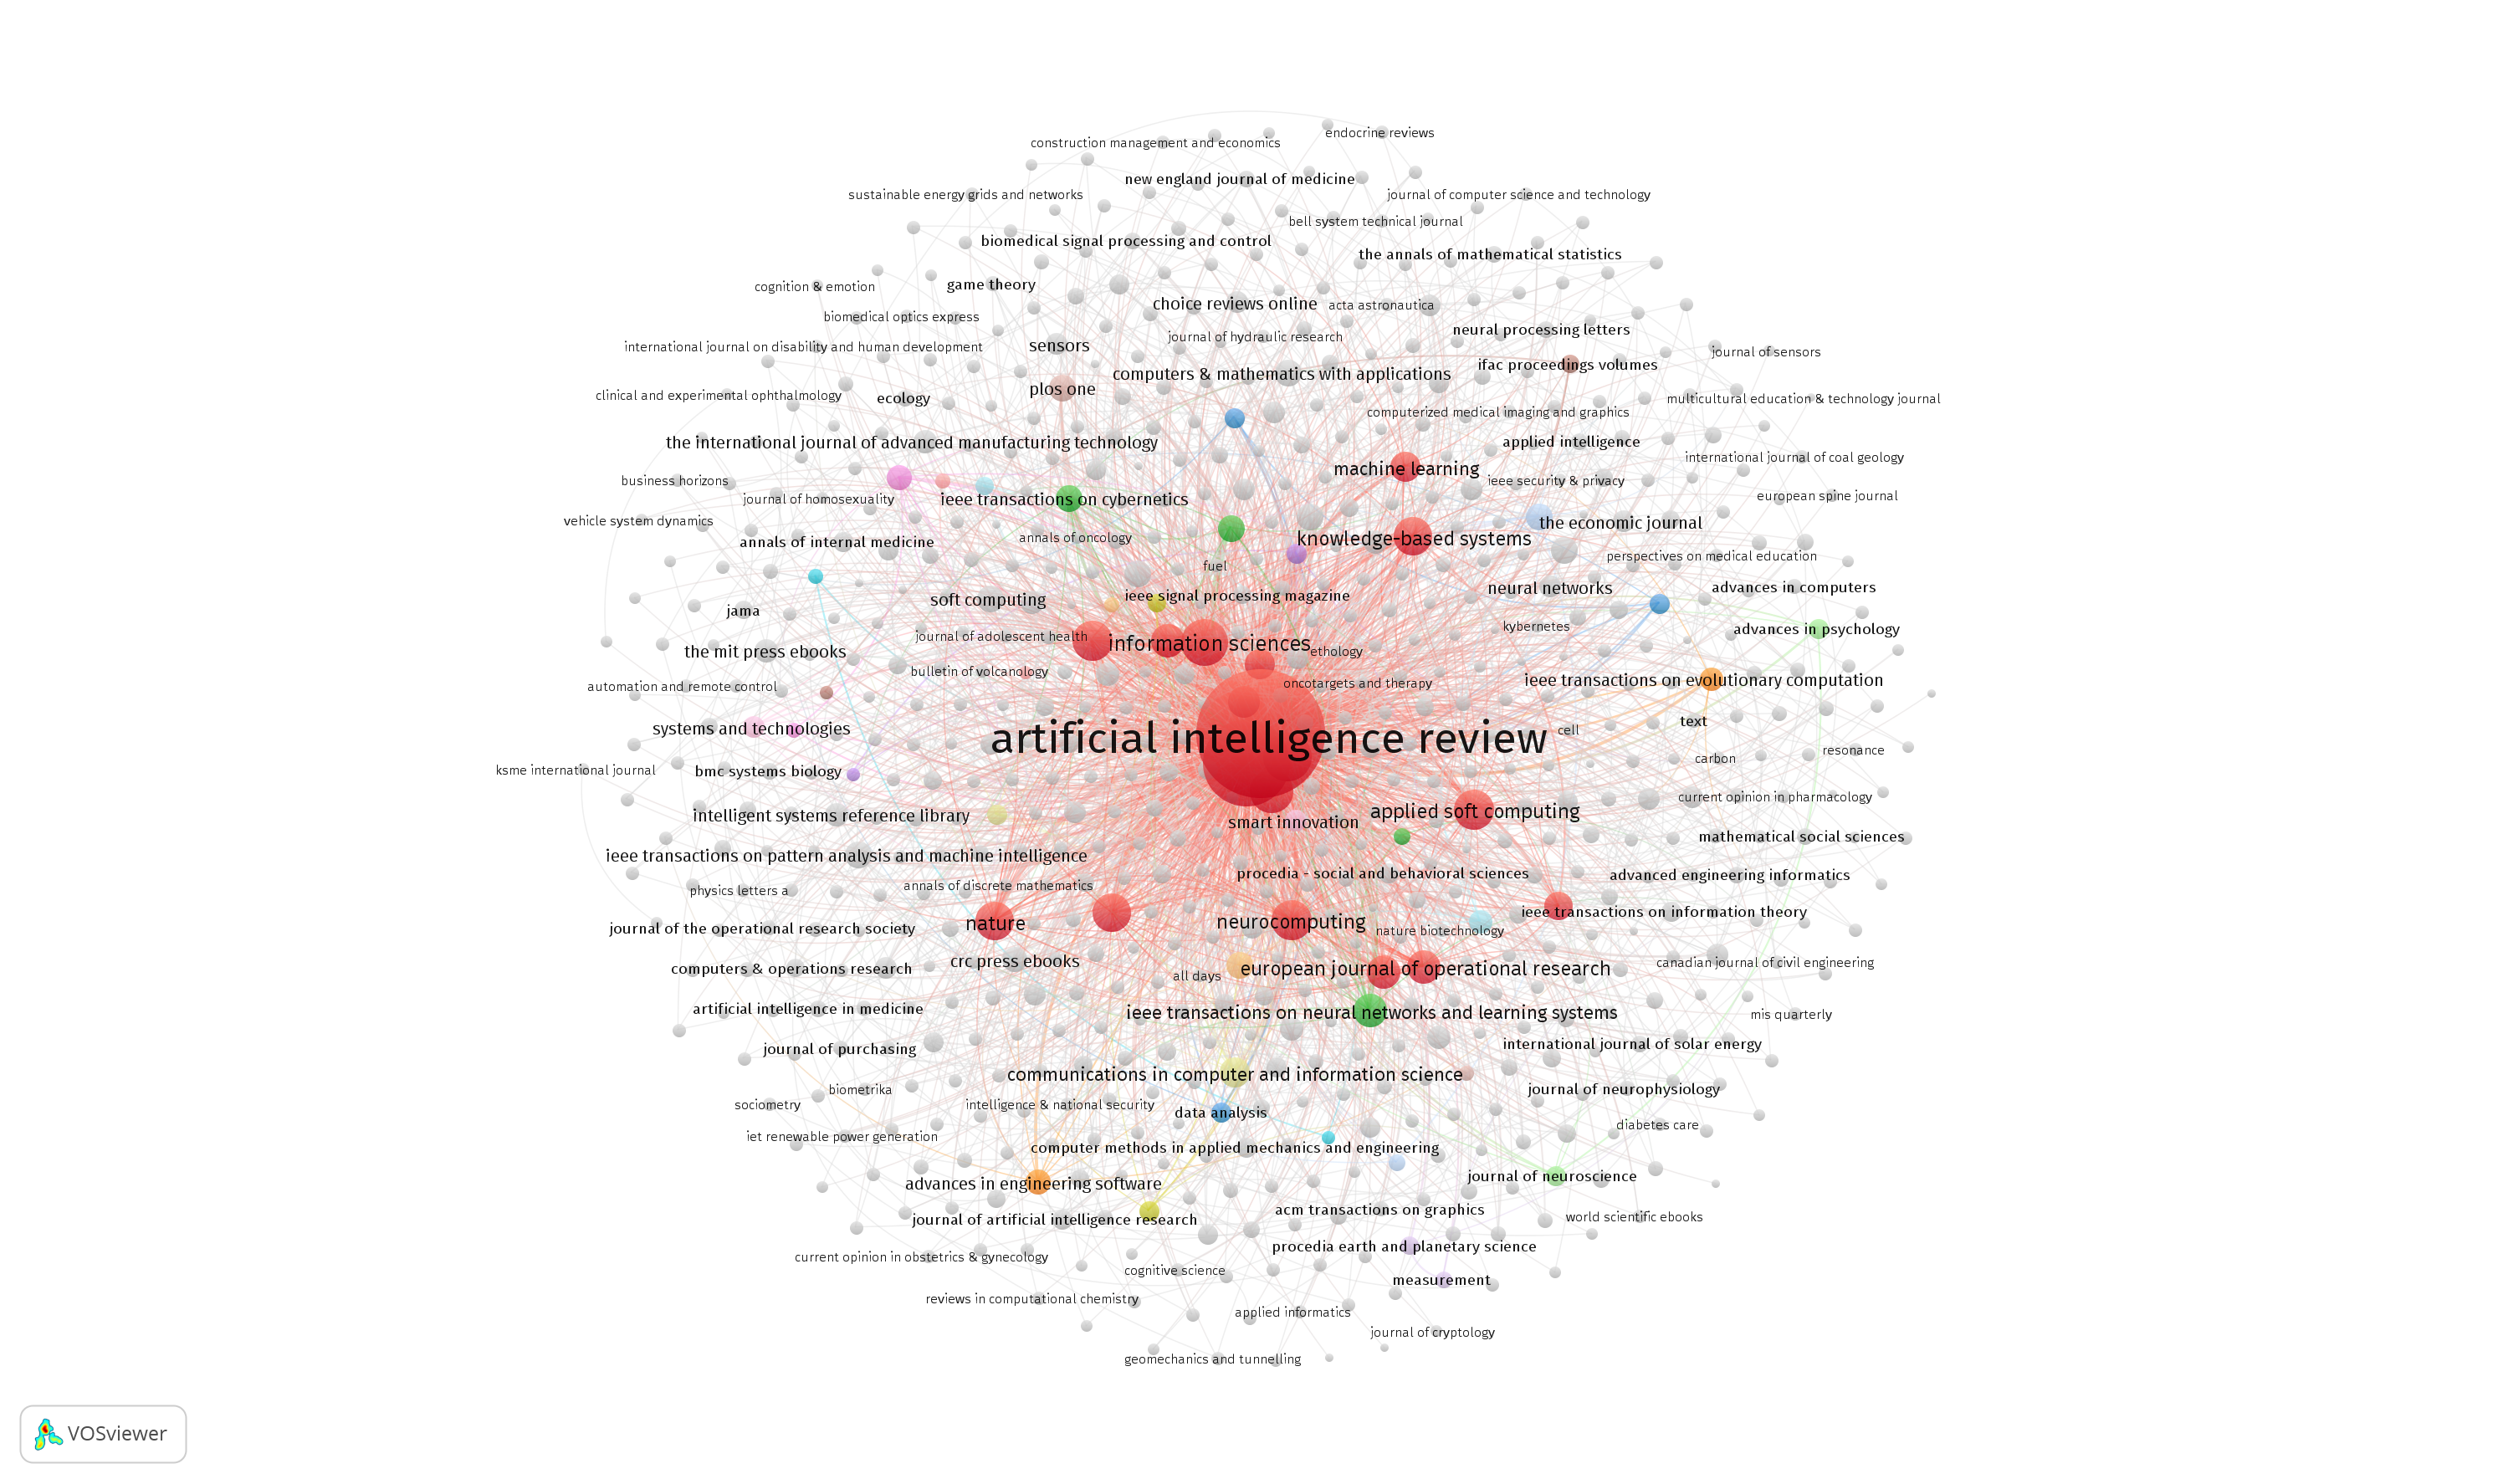 endocrine reviews
construction management and economics
new england journal of medicine
sustainable energy grids and networks
journal of computer science and technology
bell system technical journal
biomedical signal processing and control
the annals of mathematical statistics
cognition & emotion
game theory
choice reviews online
acta astronautica
biomedical optics express
neural processing letters
journal of hydraulic research
international journal on disability and human development
sensors
journal of sensors
computers & mathematics with applications
ifac proceedings volumes
plos one
clinical and experimental ophthalmology
ecology
multicultural education & technology journal
computerized medical imaging and graphics
the international journal of advanced manufacturing technology
applied intelligence
international journal of coal geology
machine learning
business horizons
ieee security & privacy
journal of homosexuality
ieee transactions on cybernetics
european spine journal
vehicle system dynamics
the economic journal
annals of internal medicine
annals of oncology
knowledge-based systems
perspectives on medical education
fuel
neural networks
advances in computers
soft computing
ieee signal processing magazine
jama
kybernetes
advances in psychology
journal of adolescent health
information sciences
the mit press ebooks
ethology
bulletin of volcanology
ieee transactions on evolutionary computation
automation and remote control
oncotargets and therapy
text
systems and technologies
artificial intelligence review
cell
resonance
carbon
ksme international journal
bmc systems biology
current opinion in pharmacology
intelligent systems reference library
applied soft computing
smart innovation
mathematical social sciences
ieee transactions on pattern analysis and machine intelligence
procedia - social and behavioral sciences
advanced engineering informatics
physics letters a
annals of discrete mathematics
ieee transactions on information theory
nature
neurocomputing
journal of the operational research society
nature biotechnology
crc press ebooks
canadian journal of civil engineering
computers & operations research
all days
european journal of operational research
artificial intelligence in medicine
ieee transactions on neural networks and learning systems
mis quarterly
journal of purchasing
international journal of solar energy
communications in computer and information science
biometrika
journal of neurophysiology
sociometry
intelligence & national security
data analysis
diabetes care
iet renewable power generation
computer methods in applied mechanics and engineering
journal of neuroscience
advances in engineering software
acm transactions on graphics
journal of artificial intelligence research
world scientific ebooks
procedia earth and planetary science
current opinion in obstetrics & gynecology
cognitive science
measurement
reviews in computational chemistry
applied informatics
journal of cryptology
geomechanics and tunnelling
VOSviewer